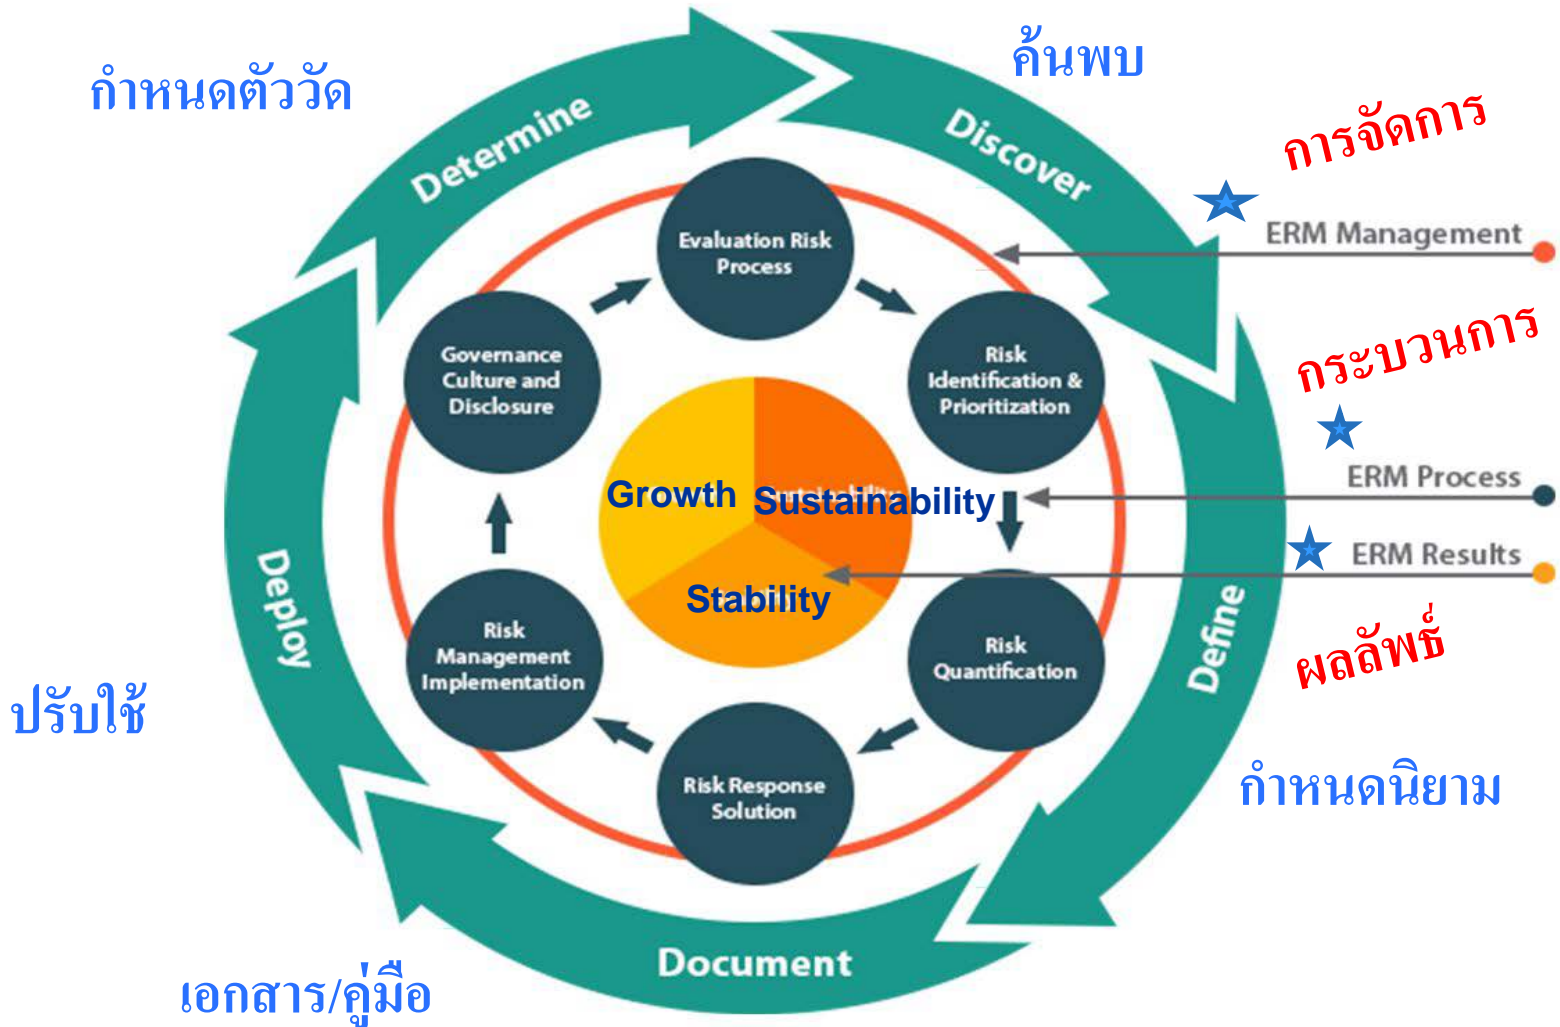 กำหนดตัววัด
ค้นพบ
Determine
Discover
การจัดการ
ERM Management
Evaluation Risk
Process
Governance
Culture and
Disclosure
Risk
Identification &
Prioritization
กระบวนการ
Growth
Sustainability
ERM Process
ERM Results
Stability
Deploy
Define
Risk
Management
Implementation
Risk
Quantification
ผลลัพธ์
ปรับใช้
Risk Response
Solution
กำหนดนิยาม
Document
เอกสาร/คู่มือ